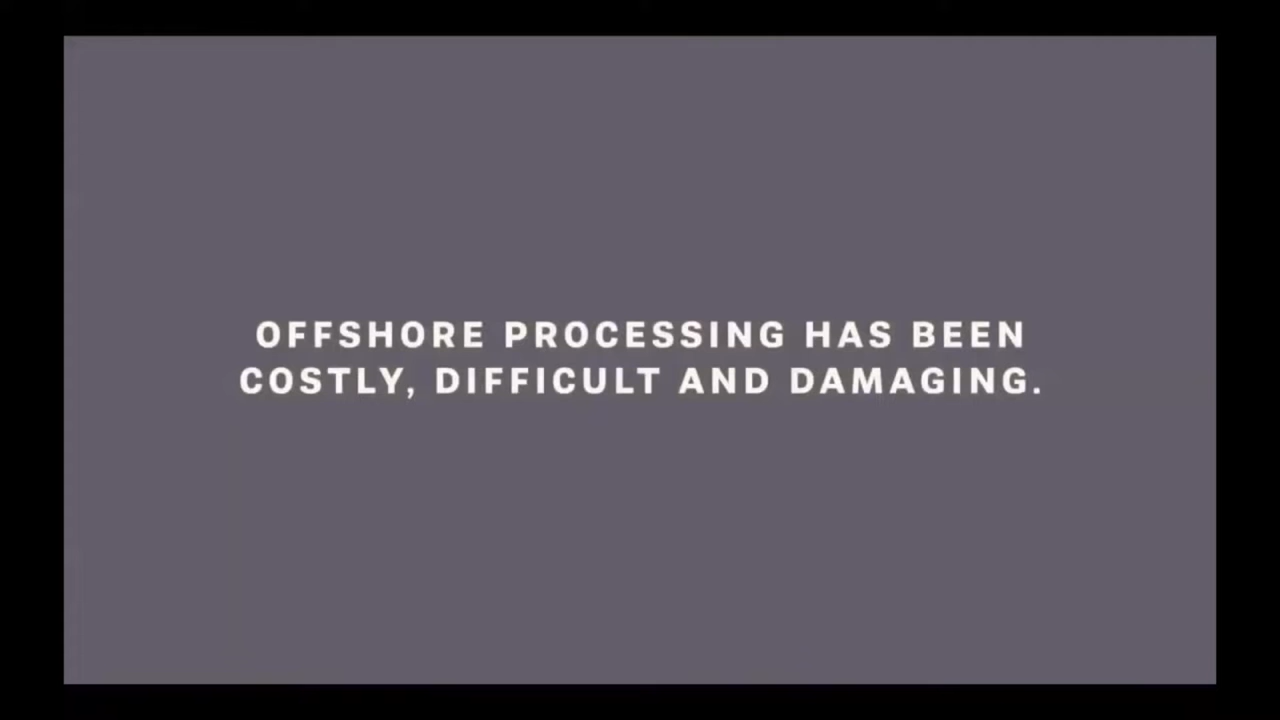 OFFSHORE PROCESSING HAS BEEN
COSTLY, DIFFICULT AND DAMAGING.